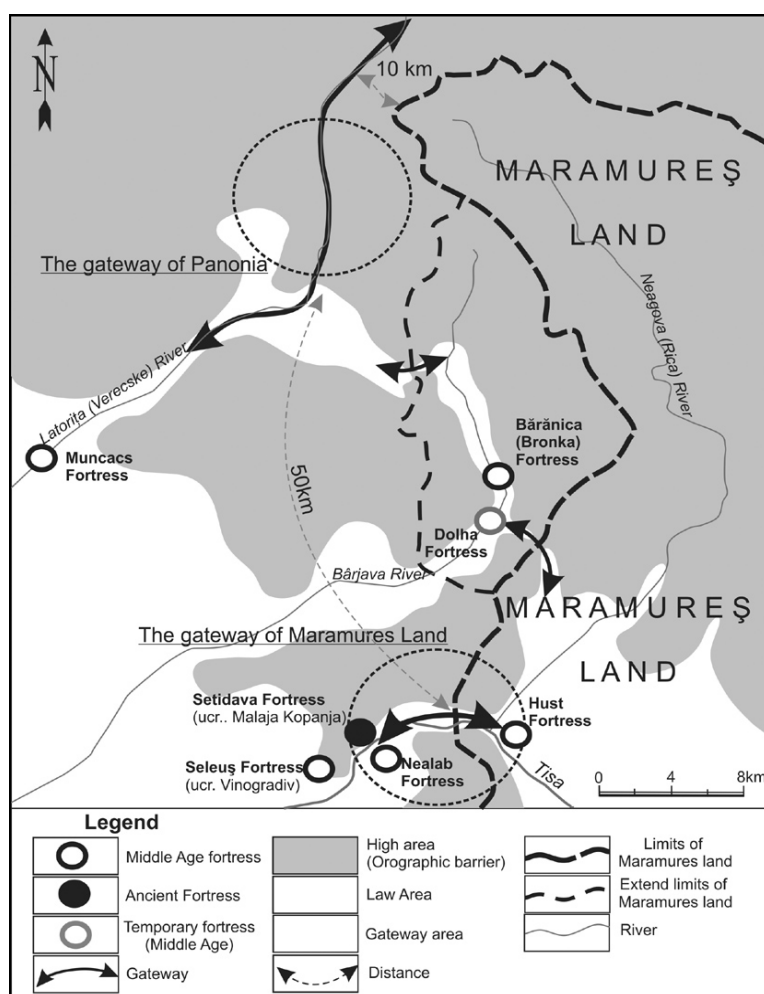 N
10 km
MARAMUREŞ
LAND
The gateway of Panonia
Neagova (Rica) River
Latoriţa (Verecske) River
Muncacs
Fortress
Bărănica
(Bronka)
Fortress
50km
Dolha
Fortress
Bârjava River
MARAMUREŞ
LAND
The gateway of Maramures Land
Setidava Fortress
(ucr.. Malaja Kopanja)
Hust
Fortress
Seleuş Fortress
(ucr. Vinogradiv)
Nealab
Fortress
Tisa
0 4 8km
Legend
Middle Age fortress
Ancient Fortress
Temporary fortress
(Middle Age)
Gateway
High area
(Orographic barrier)
Law Area
Gateway area
Distance
Limits of
Maramures land
Extend limits of
Maramures land
River